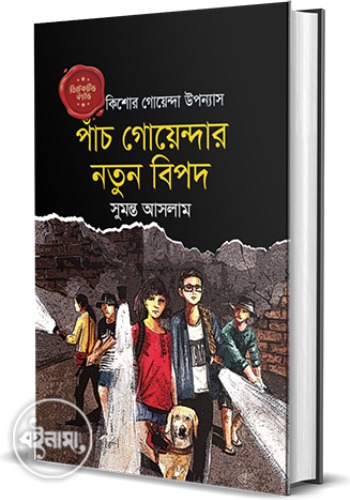 কিশোর গোয়েন্দা উপন্যাস
পাঁচ গোয়েন্দার
নতুন বিপদ
সুমন্ত আসলাম
বইনামা